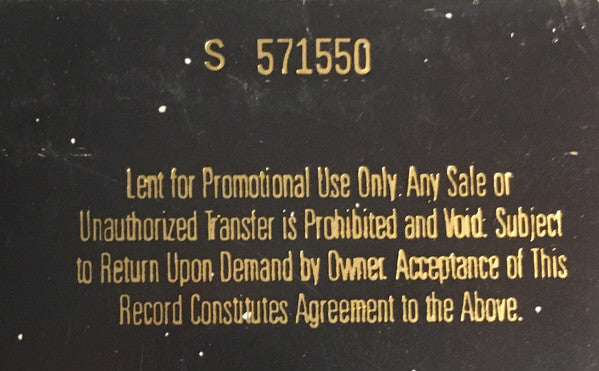 S 571550
Lent for Promotional Use Only. Any Sale or
Unauthorized Transfer is Prohibited and Void. Subject
to Return Upon Demand by Owner. Acceptance of This
Record Constitutes Agreement to the Above.